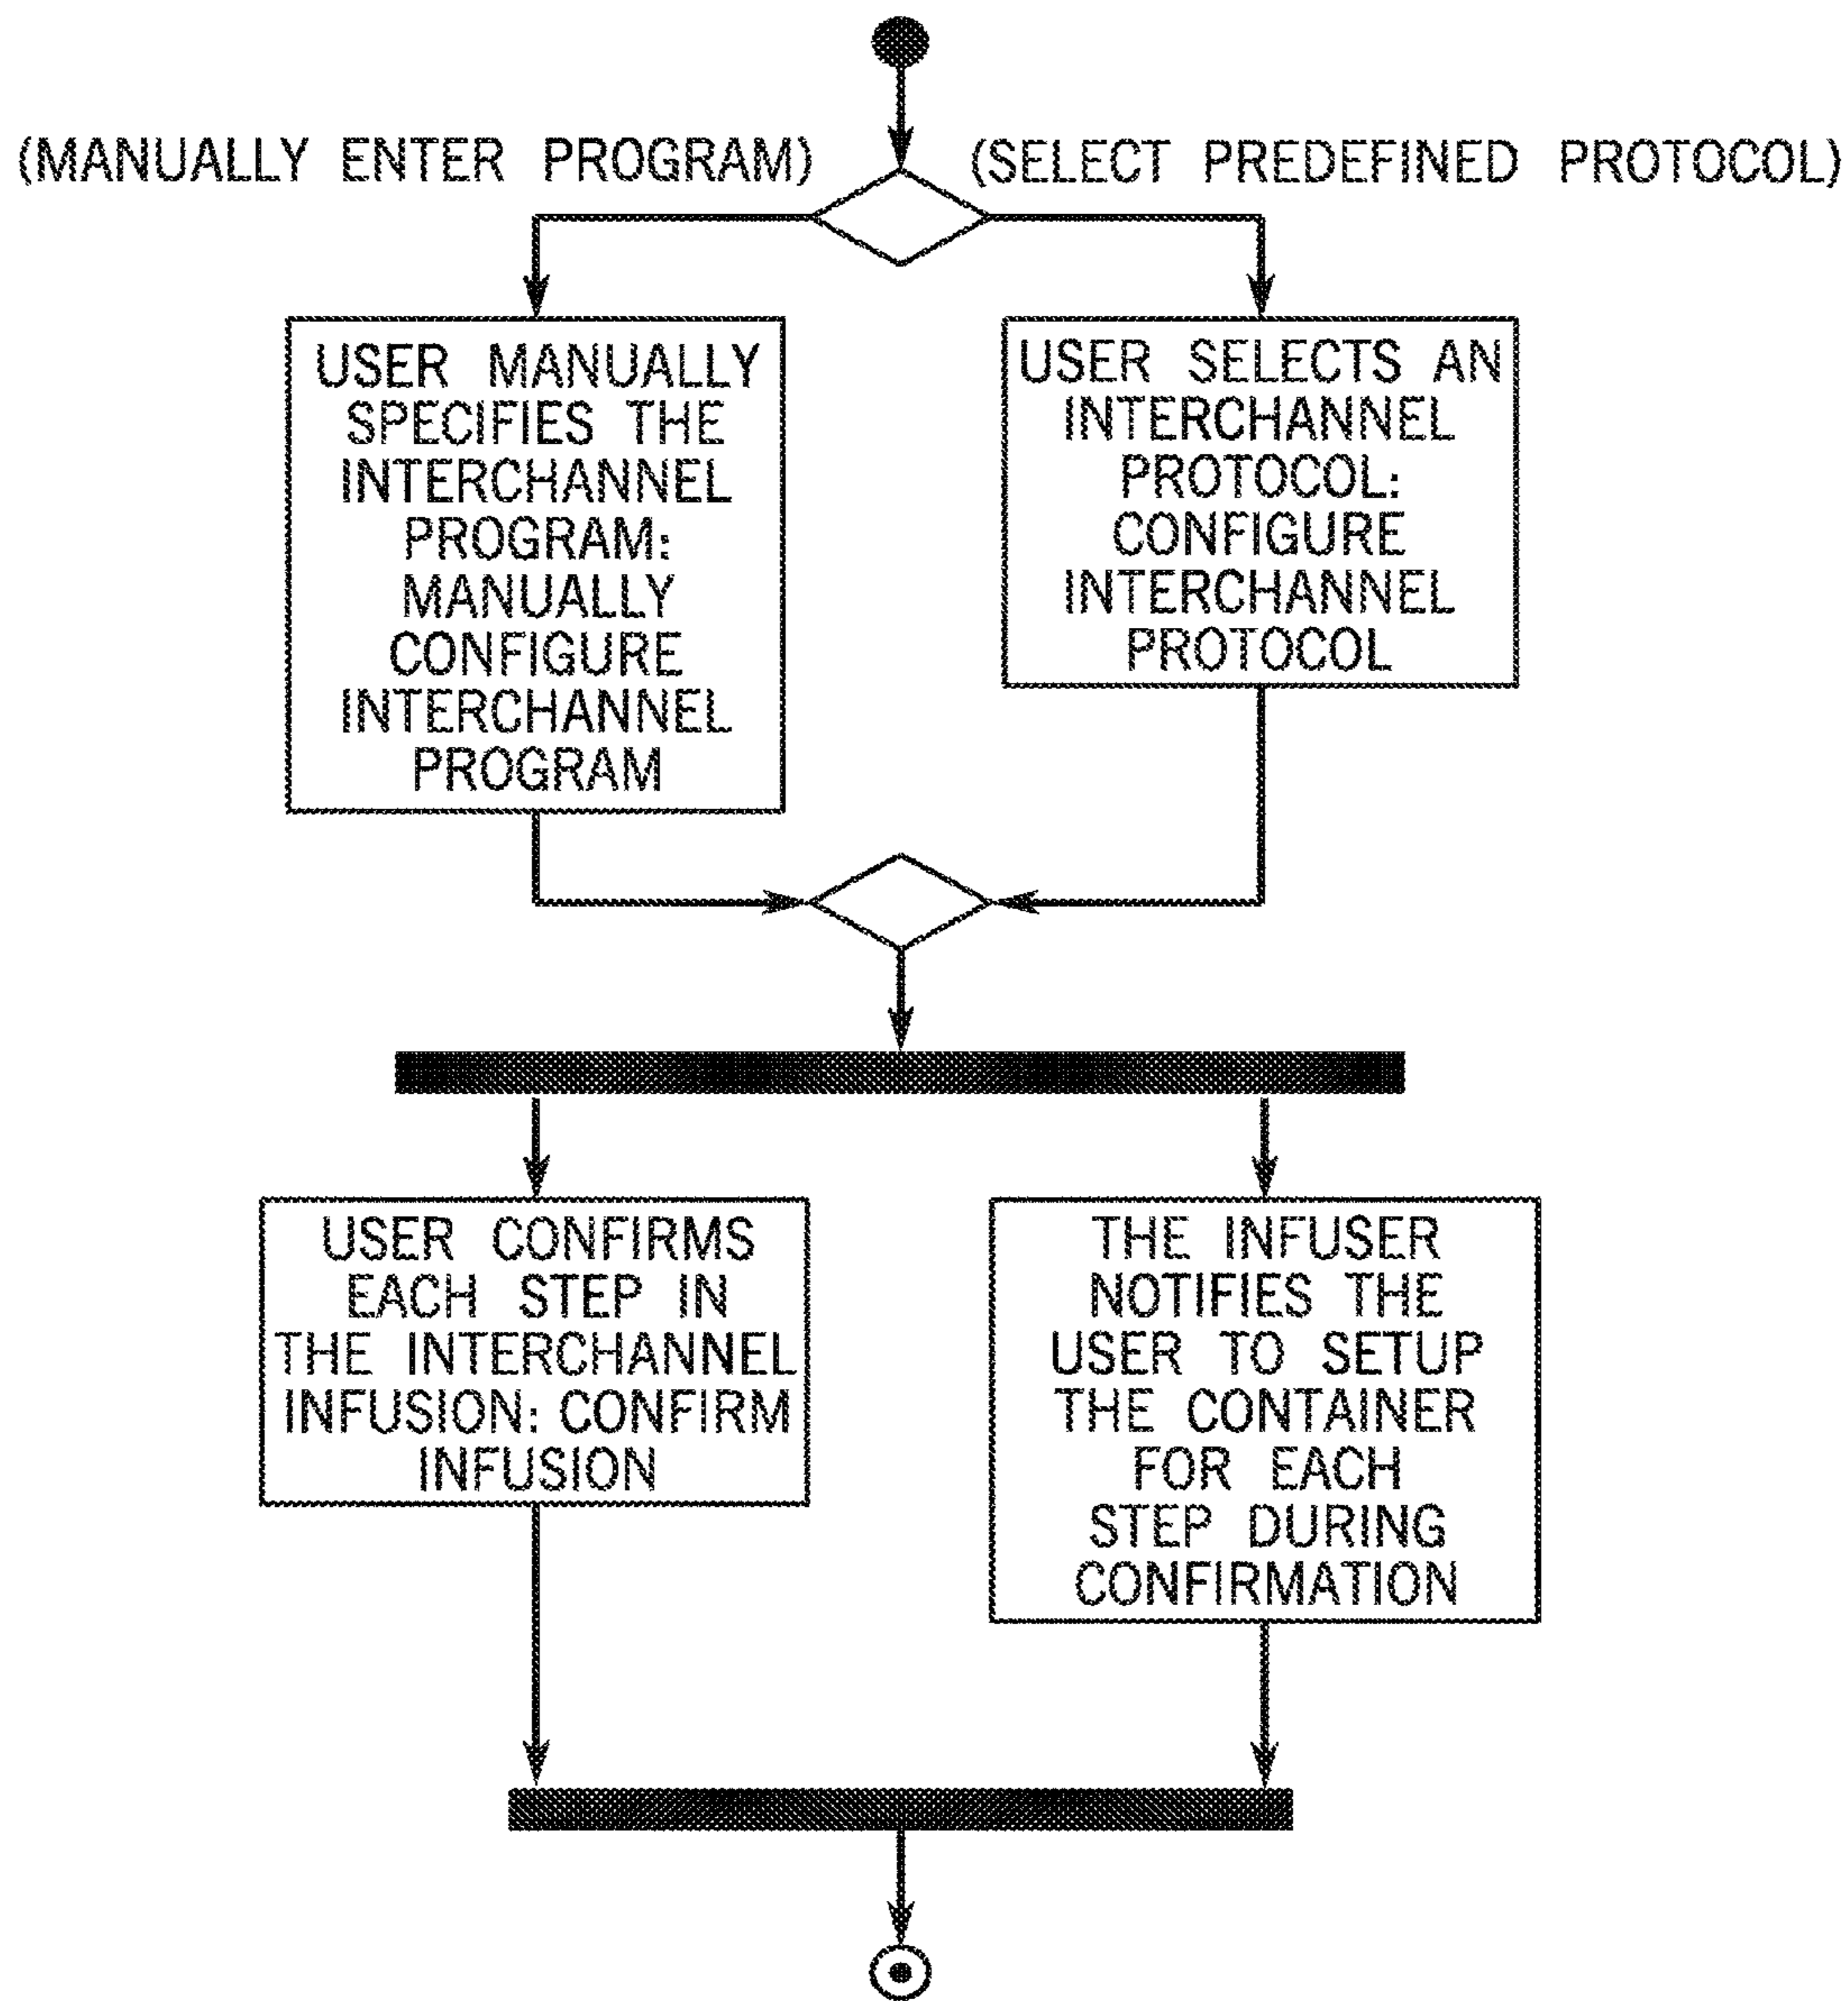 (MANUALLY ENTER PROGRAM)
(SELECT PREDEFINED PROTOCOL)
USER MANUALLY
SPECIFIES THE
INTERCHANNEL
PROGRAM:
MANUALLY
CONFIGURE
INTERCHANNEL
PROGRAM
USER SELECTS AN
INTERCHANNEL
PROTOCOL:
CONFIGURE
INTERCHANNEL
PROTOCOL
USER CONFIRMS
EACH STEP IN
THE INTERCHANNEL
INFUSION: CONFIRM
INFUSION
THE INFUSER
NOTIFIES THE
USER TO SETUP
THE CONTAINER
FOR EACH
STEP DURING
CONFIRMATION